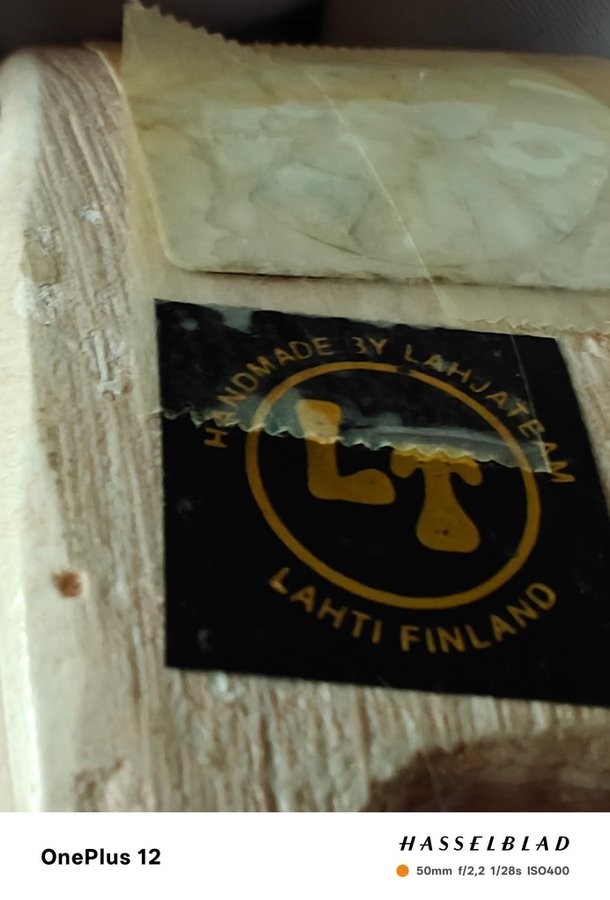 HANDMADE BY LAHJATEAM
LT
LAHTI FINLAND
OnePlus 12
HASSELBLAD
50mm f/2,2 1/28s ISO400